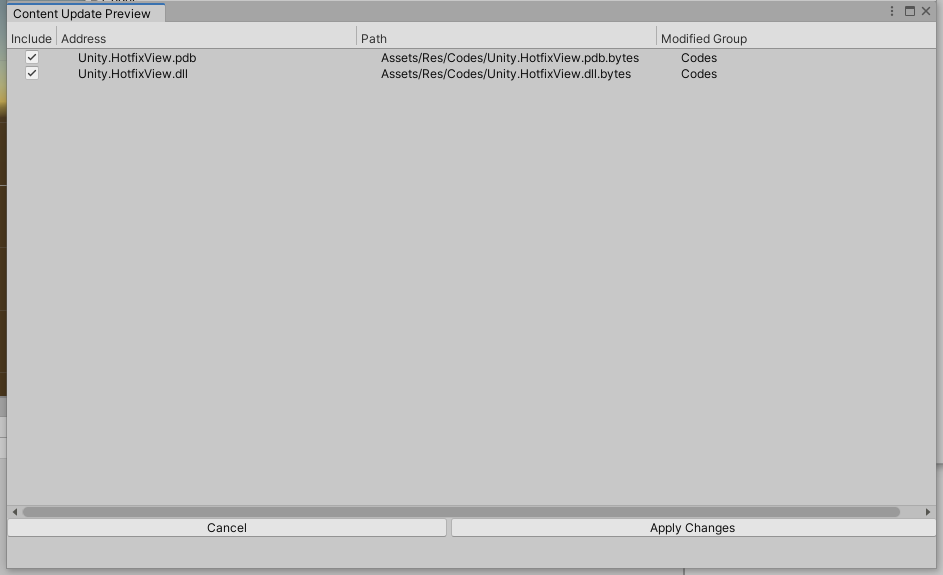 Content Update Preview
Include Address Path Modified Group
Unity.HotfixView.pdb Assets/Res/Codes/Unity.HotfixView.pdb.bytes Codes
Unity.HotfixView.dll Assets/Res/Codes/Unity.HotfixView.dll.bytes Codes
Cancel Apply Changes